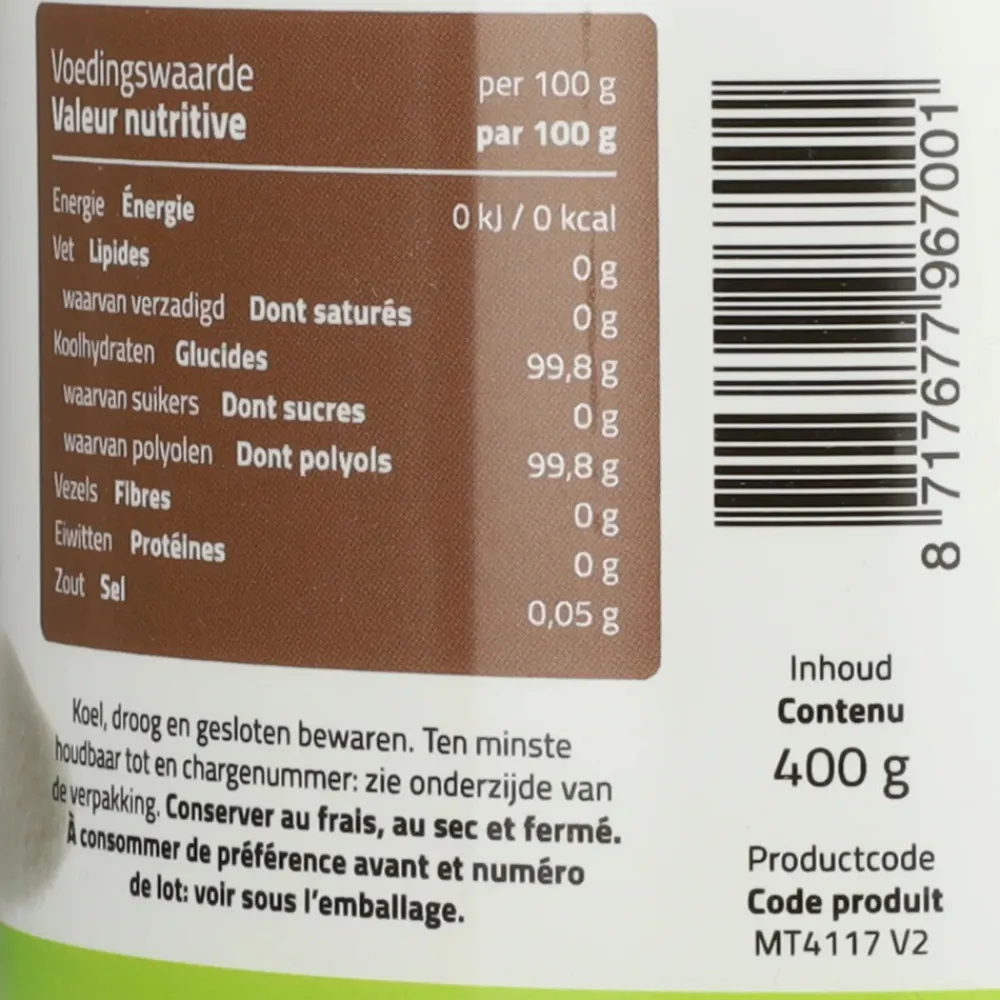 Voedingswaarde per 100 g
Valeur nutritive par 100 g
Energie Énergie 0 kJ / 0 kcal
Vet Lipides 0 g
waarvan verzadigd Dont saturés 0 g
Koolhydraten Glucides 99,8 g
waarvan suikers Dont sucres 0 g
waarvan polyolen Dont polyols 99,8 g
Vezels Fibres 0 g
Eiwitten Protéines 0 g
Zout Sel 0,05 g
Koel, droog en gesloten bewaren. Ten minste
houdbaar tot en chargenummer: zie onderzijde van
de verpakking. Conserver au frais, au sec et fermé.
À consommer de préférence avant et numéro
de lot: voir sous l'emballage.
8 717677 967001
Inhoud
Contenu
400 g
Productcode
Code produit
MT4117 V2